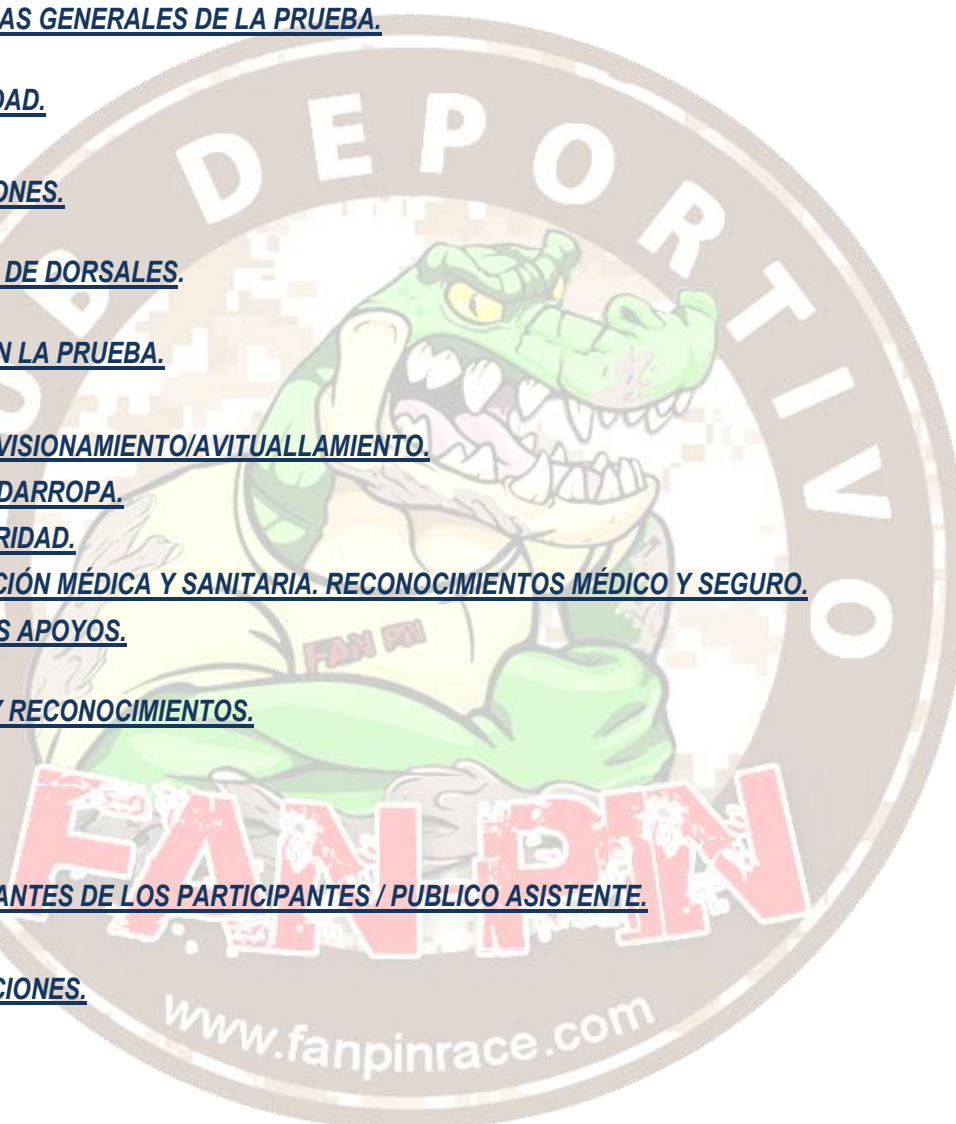 AS GENERALES DE LA PRUEBA.
DAD.
ONES.
DE DORSALES.
N LA PRUEBA.
VISIONAMIENTO/AVITUALLAMIENTO.
DARROPA.
RIDAD.
CIÓN MÉDICA Y SANITARIA. RECONOCIMIENTOS MÉDICO Y SEGURO.
S APOYOS.
Y RECONOCIMIENTOS.
ANTES DE LOS PARTICIPANTES / PUBLICO ASISTENTE.
CIONES.
UB DEPORTIVO
FAN PIN
FAN PIN
www.fanpinrace.com